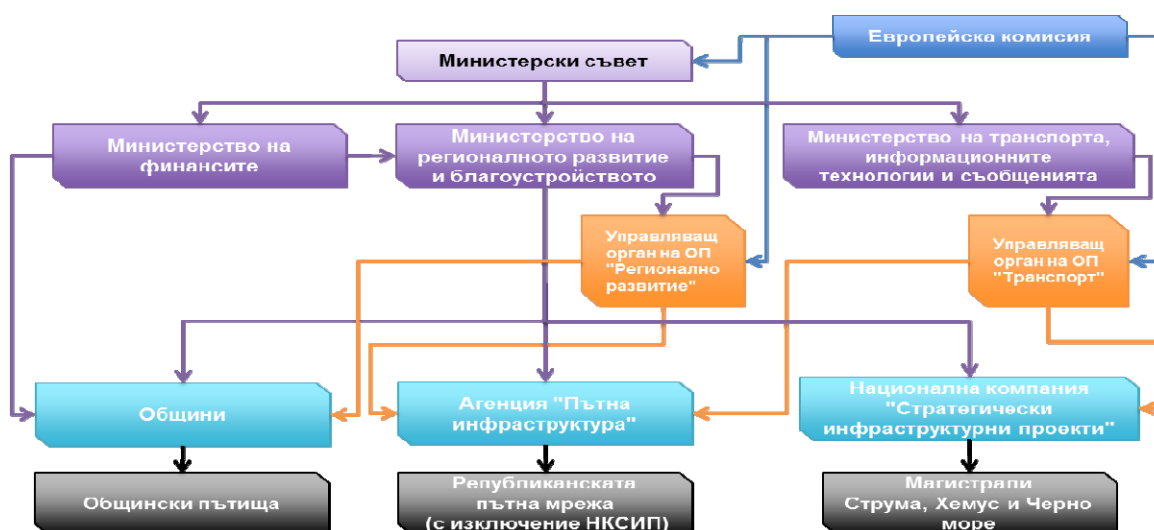 Европейска комисия
Министерски съвет
Министерство на
финансите
Министерство на
регионалното развитие
и благоустройството
Министерство на транспорта,
информационните
технологии и съобщенията
Управляващ
орган на ОП
"Регионално
развитие"
Управляващ
орган на ОП
"Транспорт"
Общини
Агенция "Пътна
инфраструктура"
Национална компания
"Стратегически
инфраструктурни проекти"
Общински пътища
Републиканската
пътна мрежа
(с изключение НКСИП)
Магистрали
Струма, Хемус и Черно
море